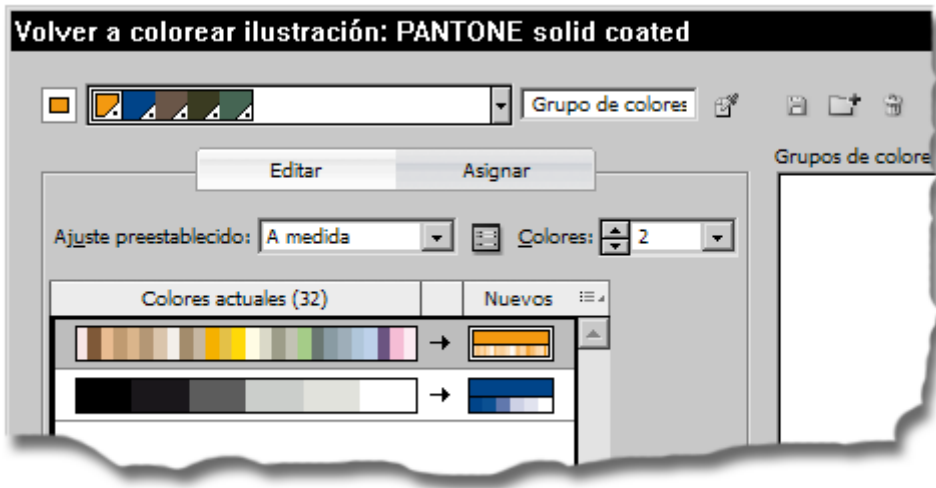 Volver a colorear ilustración: PANTONE solid coated
Grupo de colores
Grupos de colore
Editar Asignar
Ajuste preestablecido: A medida Colores: 2
Colores actuales (32) Nuevos